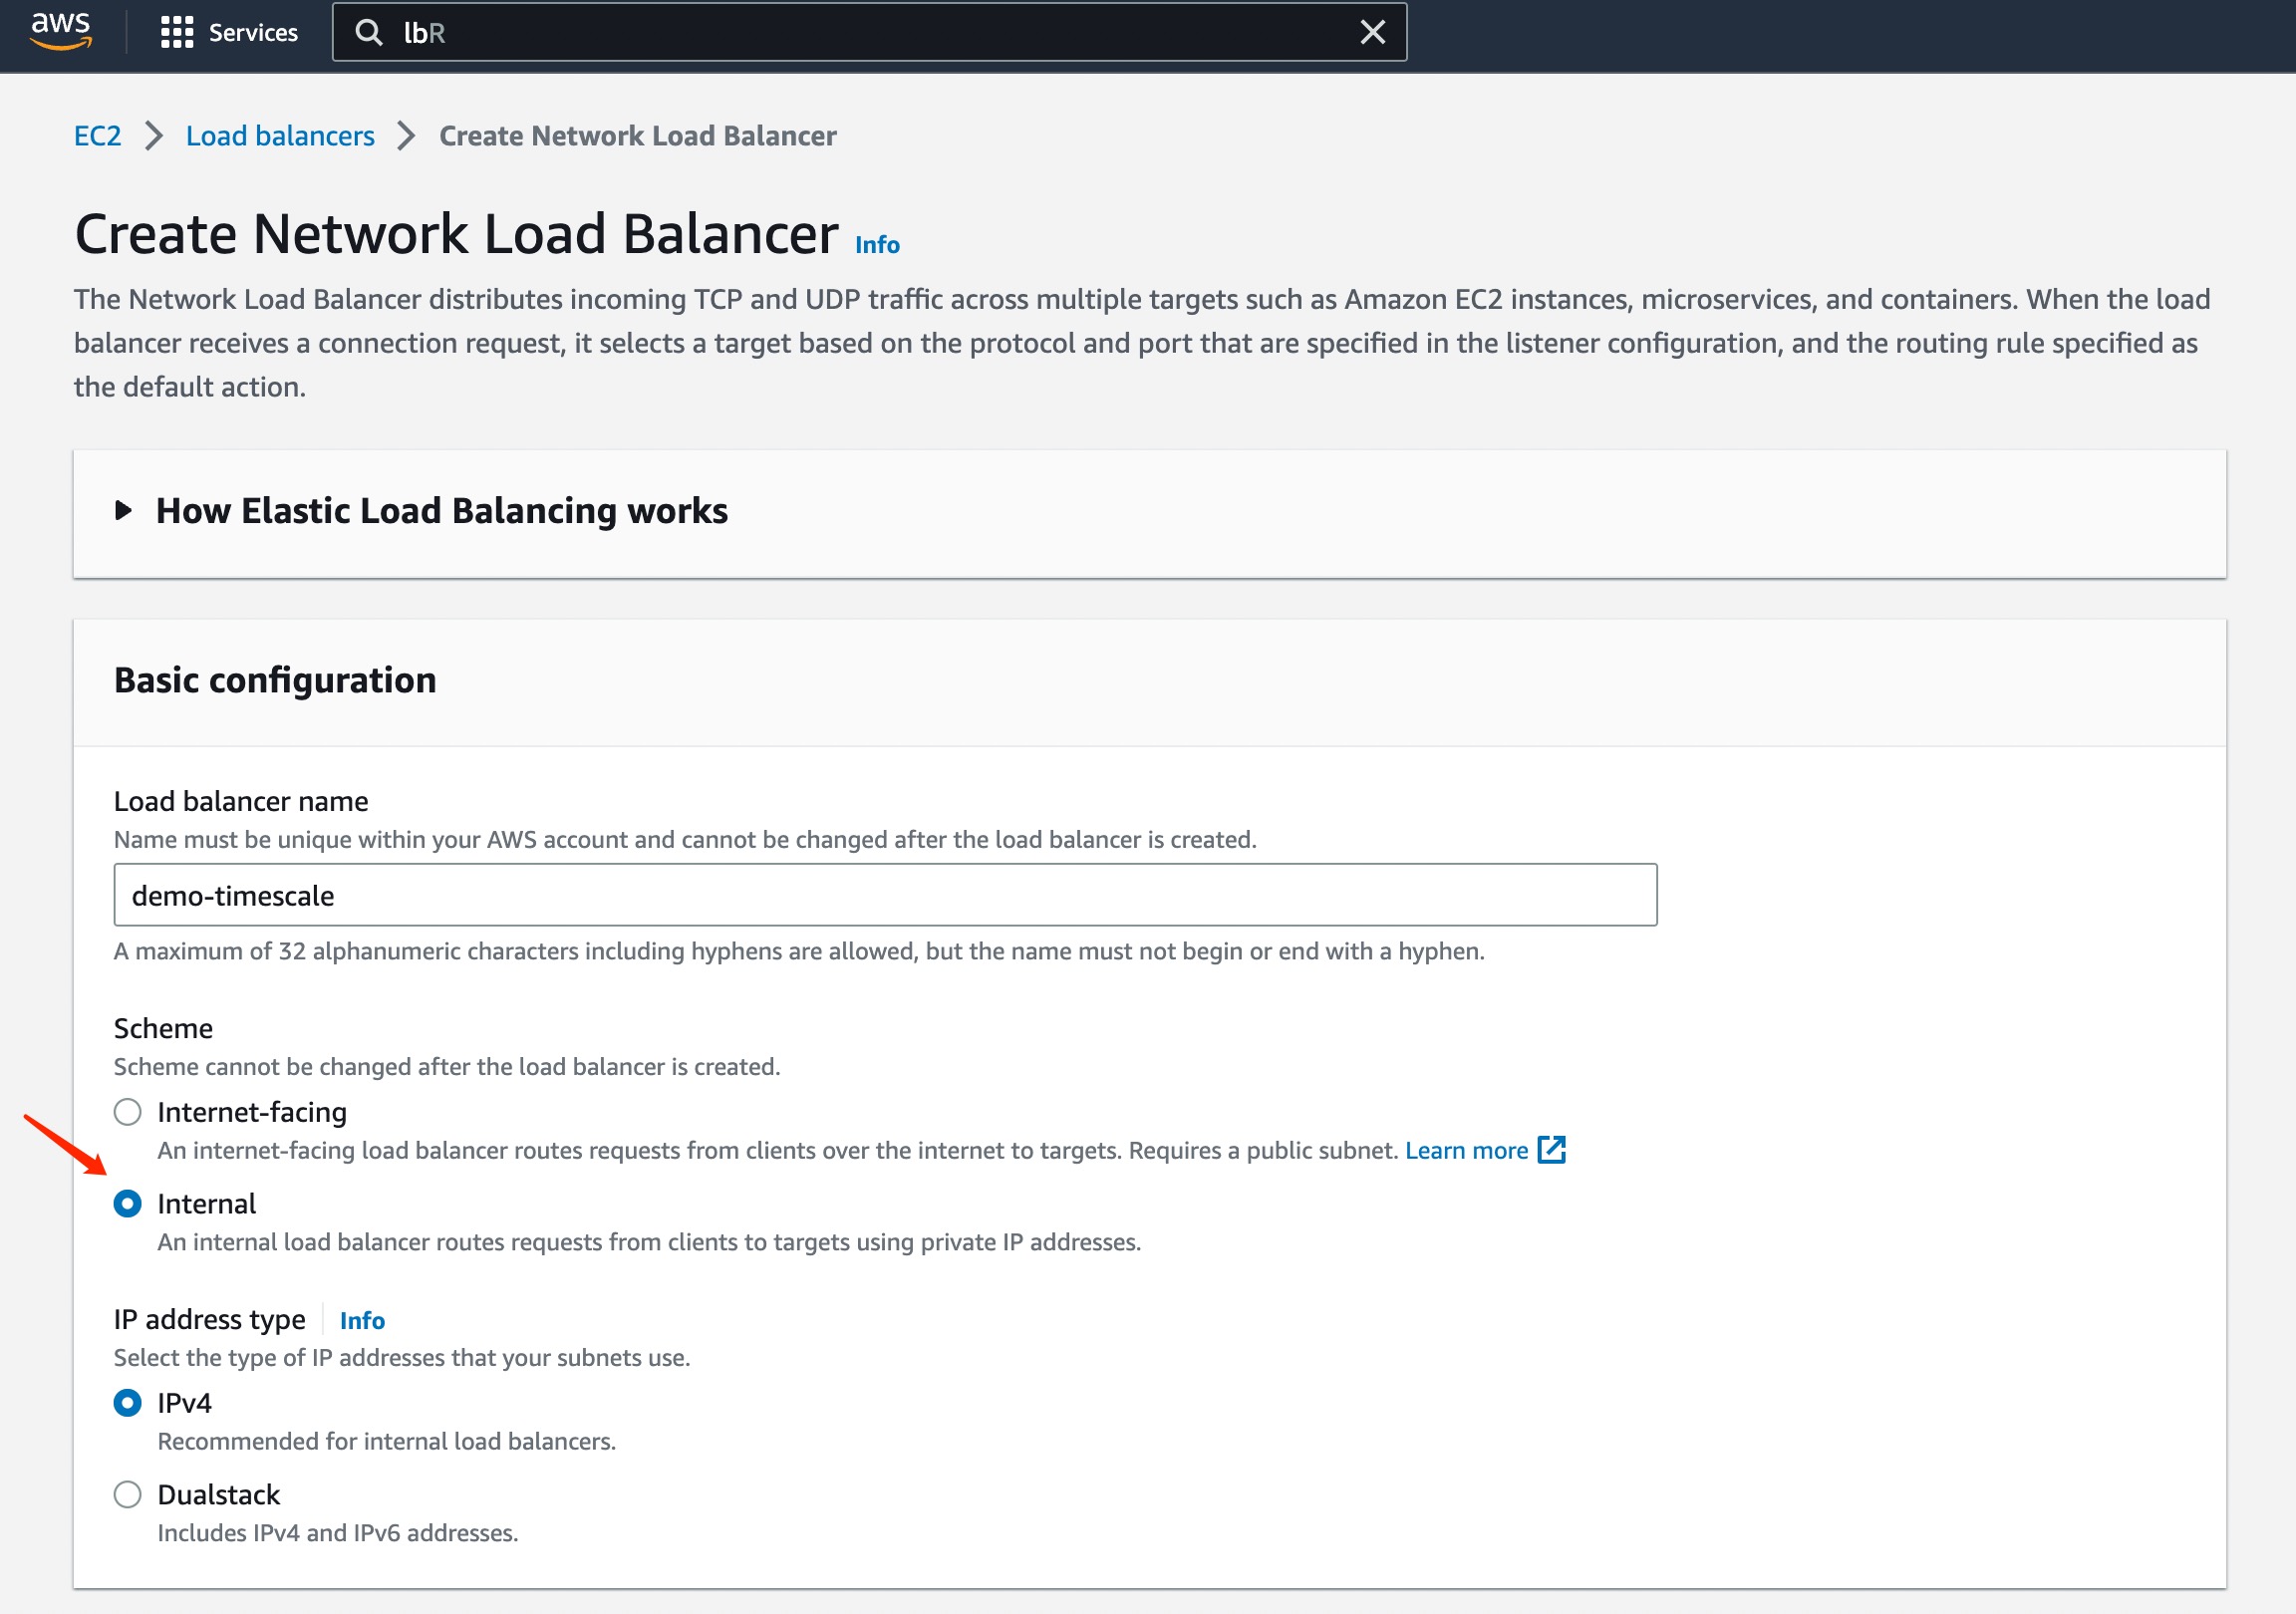 aws Services lbR
EC2 Load balancers Create Network Load Balancer
Create Network Load Balancer Info
The Network Load Balancer distributes incoming TCP and UDP traffic across multiple targets such as Amazon EC2 instances, microservices, and containers. When the load
balancer receives a connection request, it selects a target based on the protocol and port that are specified in the listener configuration, and the routing rule specified as
the default action.
How Elastic Load Balancing works
Basic configuration
Load balancer name
Name must be unique within your AWS account and cannot be changed after the load balancer is created.
demo-timescale
A maximum of 32 alphanumeric characters including hyphens are allowed, but the name must not begin or end with a hyphen.
Scheme
Scheme cannot be changed after the load balancer is created.
Internet-facing
An internet-facing load balancer routes requests from clients over the internet to targets. Requires a public subnet. Learn more
Internal
An internal load balancer routes requests from clients to targets using private IP addresses.
IP address type Info
Select the type of IP addresses that your subnets use.
IPv4
Recommended for internal load balancers.
Dualstack
Includes IPv4 and IPv6 addresses.